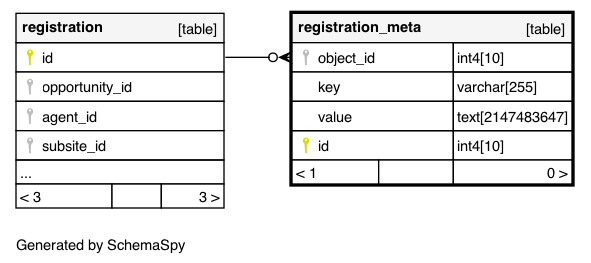 registration [table]
id
opportunity_id
agent_id
subsite_id
...
< 3 3 >
registration_meta [table]
object_id int4[10]
key varchar[255]
value text[2147483647]
id int4[10]
< 1 0 >
Generated by SchemaSpy